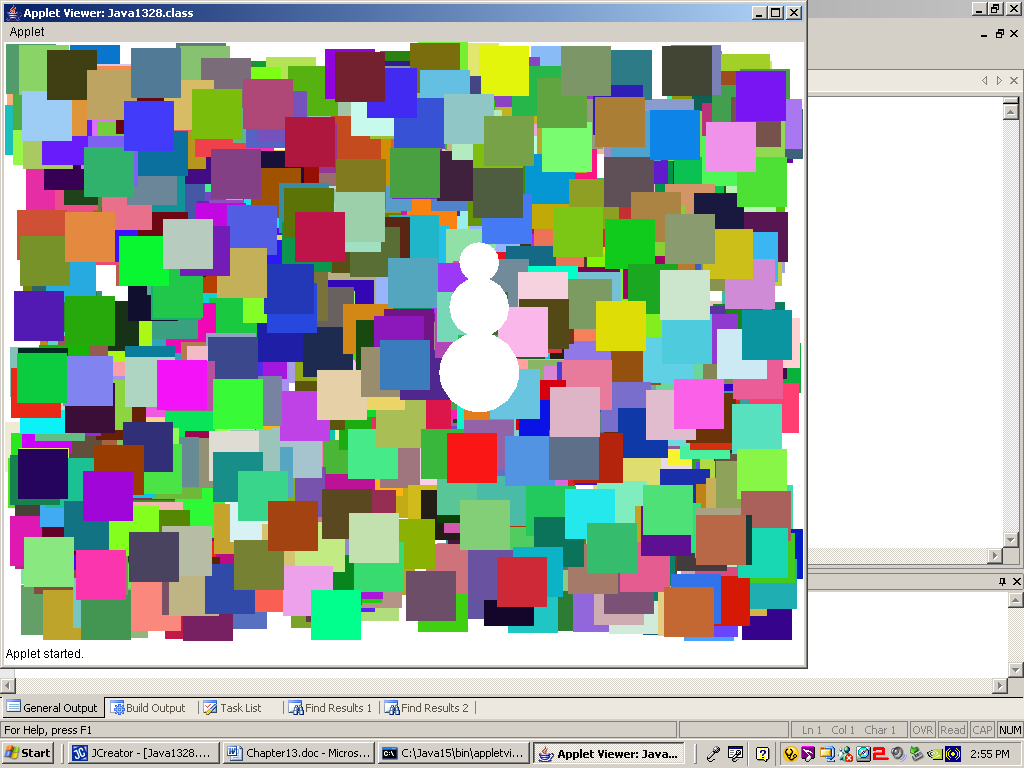 Applet Viewer: Java1328.class
Applet
Applet started.
General Output
Build Output
Task List
Find Results 1
Find Results 2
For Help, press F1
Ln 1 Col 1 Char 1
OVR
Read
CAP
NUM
Start
JCreator - [Java1328....
Chapter13.doc - Micros...
C:\Java15\bin\appletvi...
Applet Viewer: Java...
2:55 PM